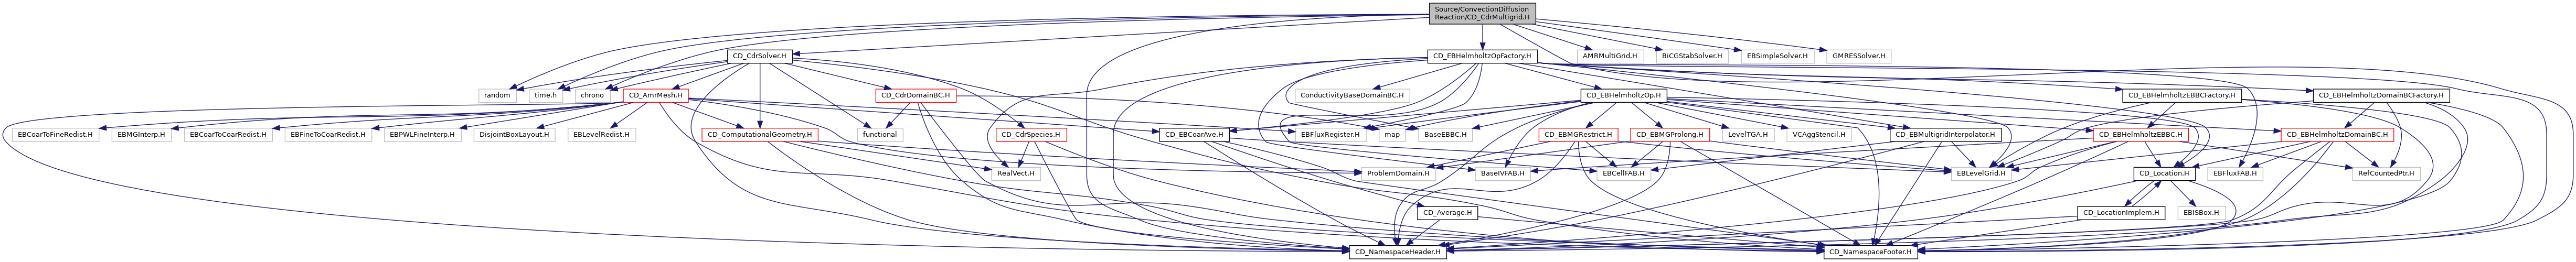 Source/ConvectionDiffusion
Reaction/CD_CdrMultigrid.H
CD_CdrSolver.H
CD_EBHelmholtzOpFactory.H
AMRMultiGrid.H
BiCGStabSolver.H
EBSimpleSolver.H
GMRESSolver.H
random
time.h
chrono
CD_AmrMesh.H
CD_CdrDomainBC.H
ConductivityBaseDomainBC.H
CD_EBHelmholtzOp.H
CD_EBHelmholtzEBBCFactory.H
CD_EBHelmholtzDomainBCFactory.H
EBCoarToFineRedist.H
EBMGInterp.H
EBCoarToCoarRedist.H
EBFineToCoarRedist.H
EBPWLFineInterp.H
DisjointBoxLayout.H
EBLevelRedist.H
CD_ComputationalGeometry.H
functional
CD_CdrSpecies.H
CD_EBCoarAve.H
EBFluxRegister.H
map
BaseEBBC.H
CD_EBMGRestrict.H
CD_EBMGProlong.H
LevelTGA.H
VCAggStencil.H
CD_EBMultigridInterpolator.H
CD_EBHelmholtzEBBC.H
CD_EBHelmholtzDomainBC.H
RealVect.H
ProblemDomain.H
BaseIVFAB.H
EBCellFAB.H
EBLevelGrid.H
CD_Location.H
EBFluxFAB.H
RefCountedPtr.H
CD_Average.H
CD_LocationImplem.H
EBISBox.H
CD_NamespaceHeader.H
CD_NamespaceFooter.H